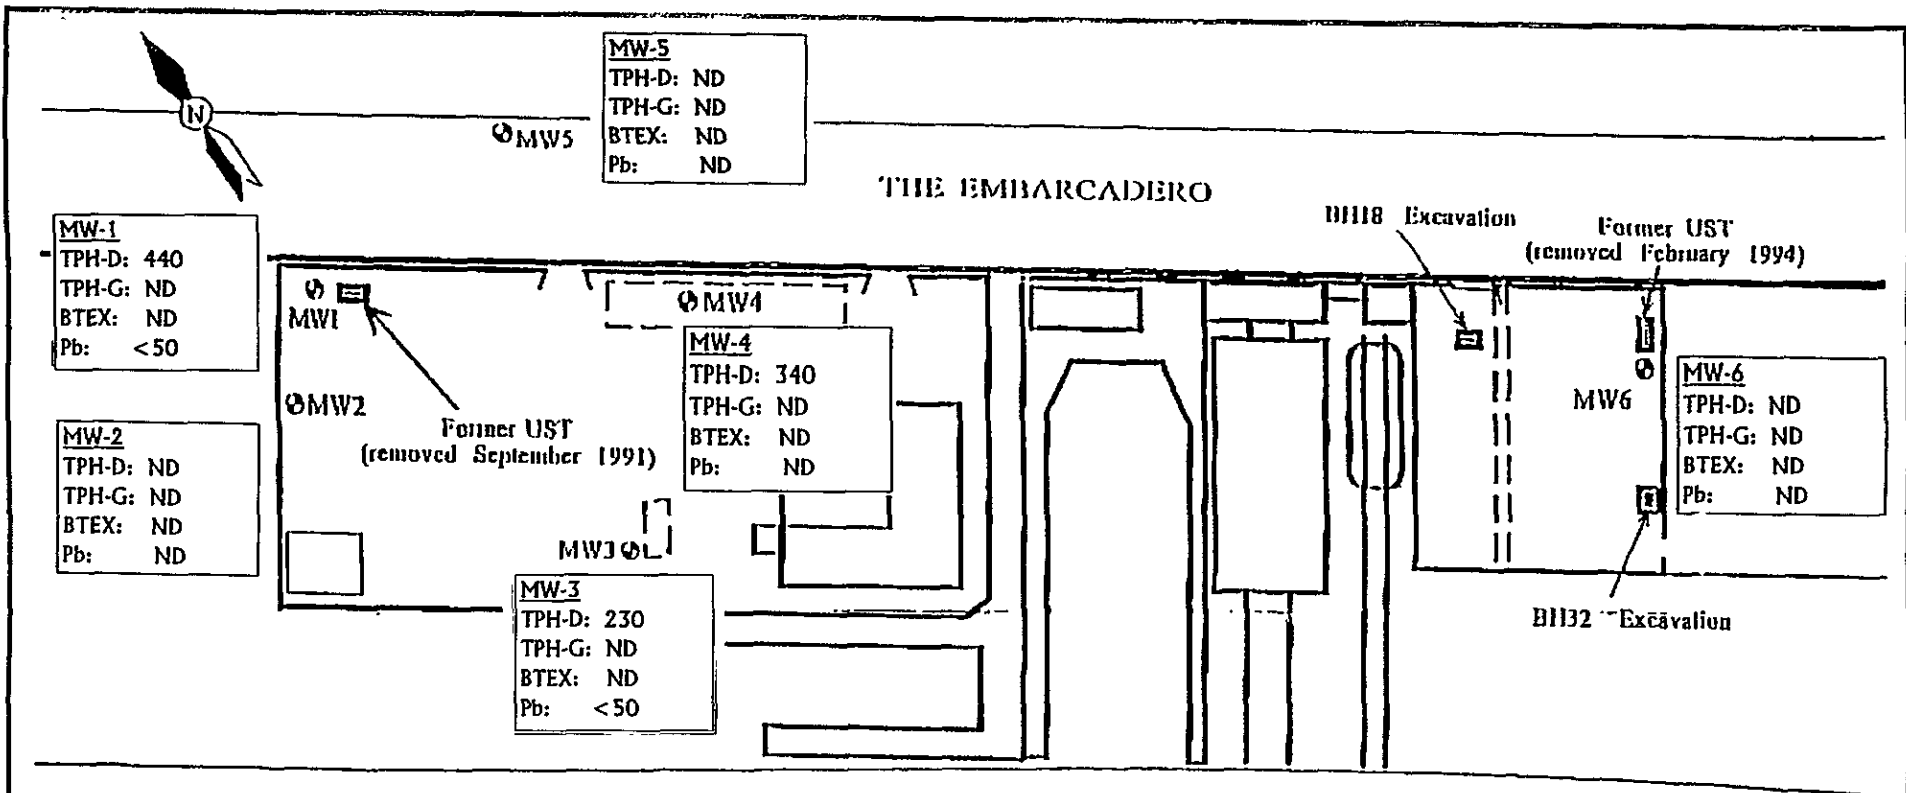 N
MW-5
TPH-D: ND
TPH-G: ND
BTEX: ND
Pb: ND
MW5
THE EMBARCADERO
MW-1
TPH-D: 440
TPH-G: ND
BTEX: ND
Pb: <50
MW1
Former UST
(removed September 1991)
MW4
MW-4
TPH-D: 340
TPH-G: ND
BTEX: ND
Pb: ND
MW2
MW-2
TPH-D: ND
TPH-G: ND
BTEX: ND
Pb: ND
MW3
MW-3
TPH-D: 230
TPH-G: ND
BTEX: ND
Pb: <50
BH18 Excavation
Former UST
(removed February 1994)
MW6
MW-6
TPH-D: ND
TPH-G: ND
BTEX: ND
Pb: ND
BH32 Excavation